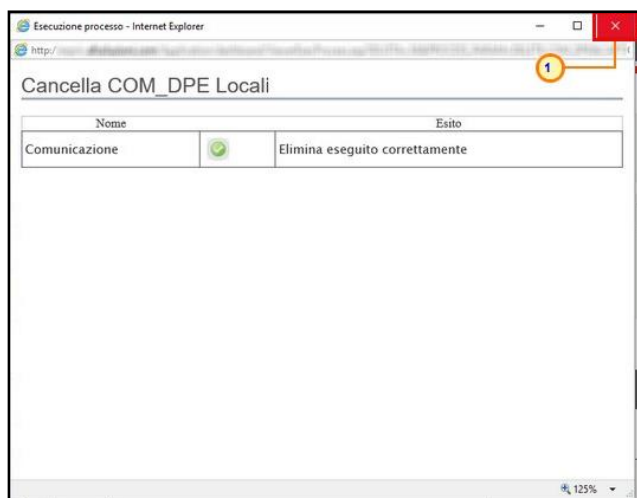 Esecuzione processo - Internet Explorer
http:/
1
Cancella COM_DPE Locali
Nome Esito
Comunicazione Elimina eseguito correttamente
125%